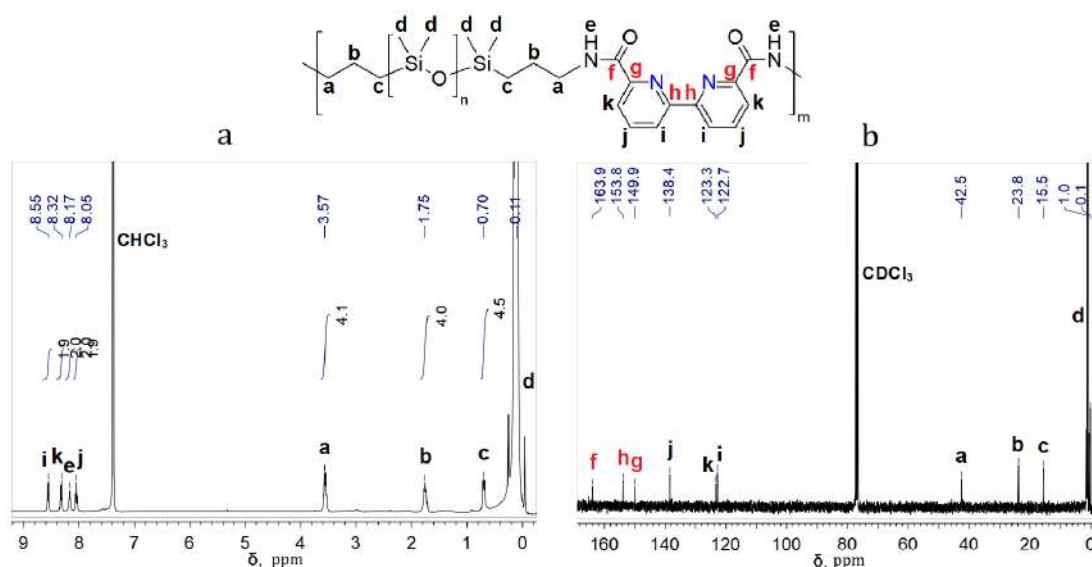 d d d d
e O O e
H H
N N
b Si Si b f g N N g f
O h h
a c n c a k k m
j i i j
a b
8.55 8.32 8.17 8.05 3.57 1.75 0.70 0.11
163.9 153.8 149.9 138.4 123.3 122.7 42.5 23.8 15.5 1.0 0.1
CHCl3
CDCl3
1.9 2.0 2.0 1.9 4.1 4.0 4.5
d
d
i k e j a b c
f h g j k i a b c
9 8 7 6 5 4 3 2 1 0
δ, ppm
160 140 120 100 80 60 40 20 0
δ, ppm